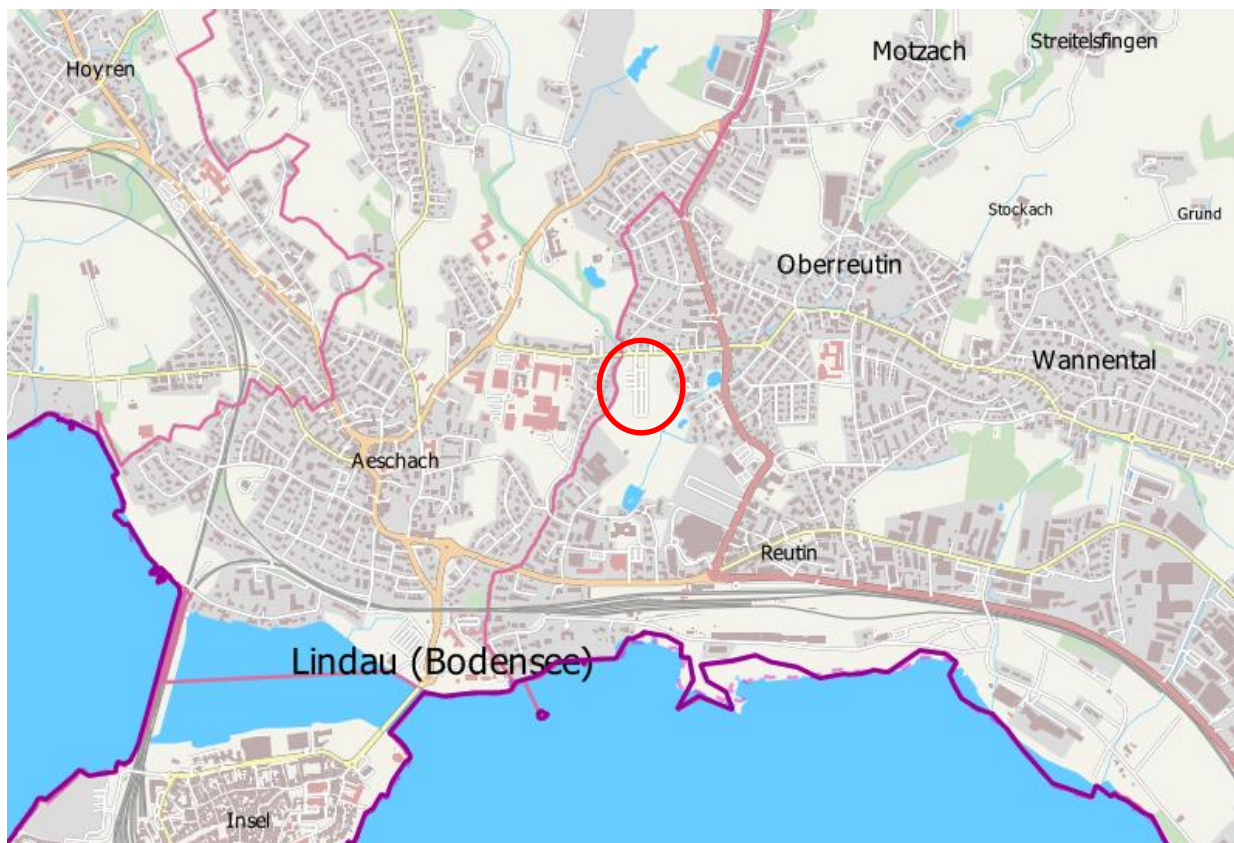 Streitelsfingen
Motzach
Hoyren
Stockach
Grund
Oberreutin
Wannental
Aeschach
Reutin
Lindau (Bodensee)
Insel